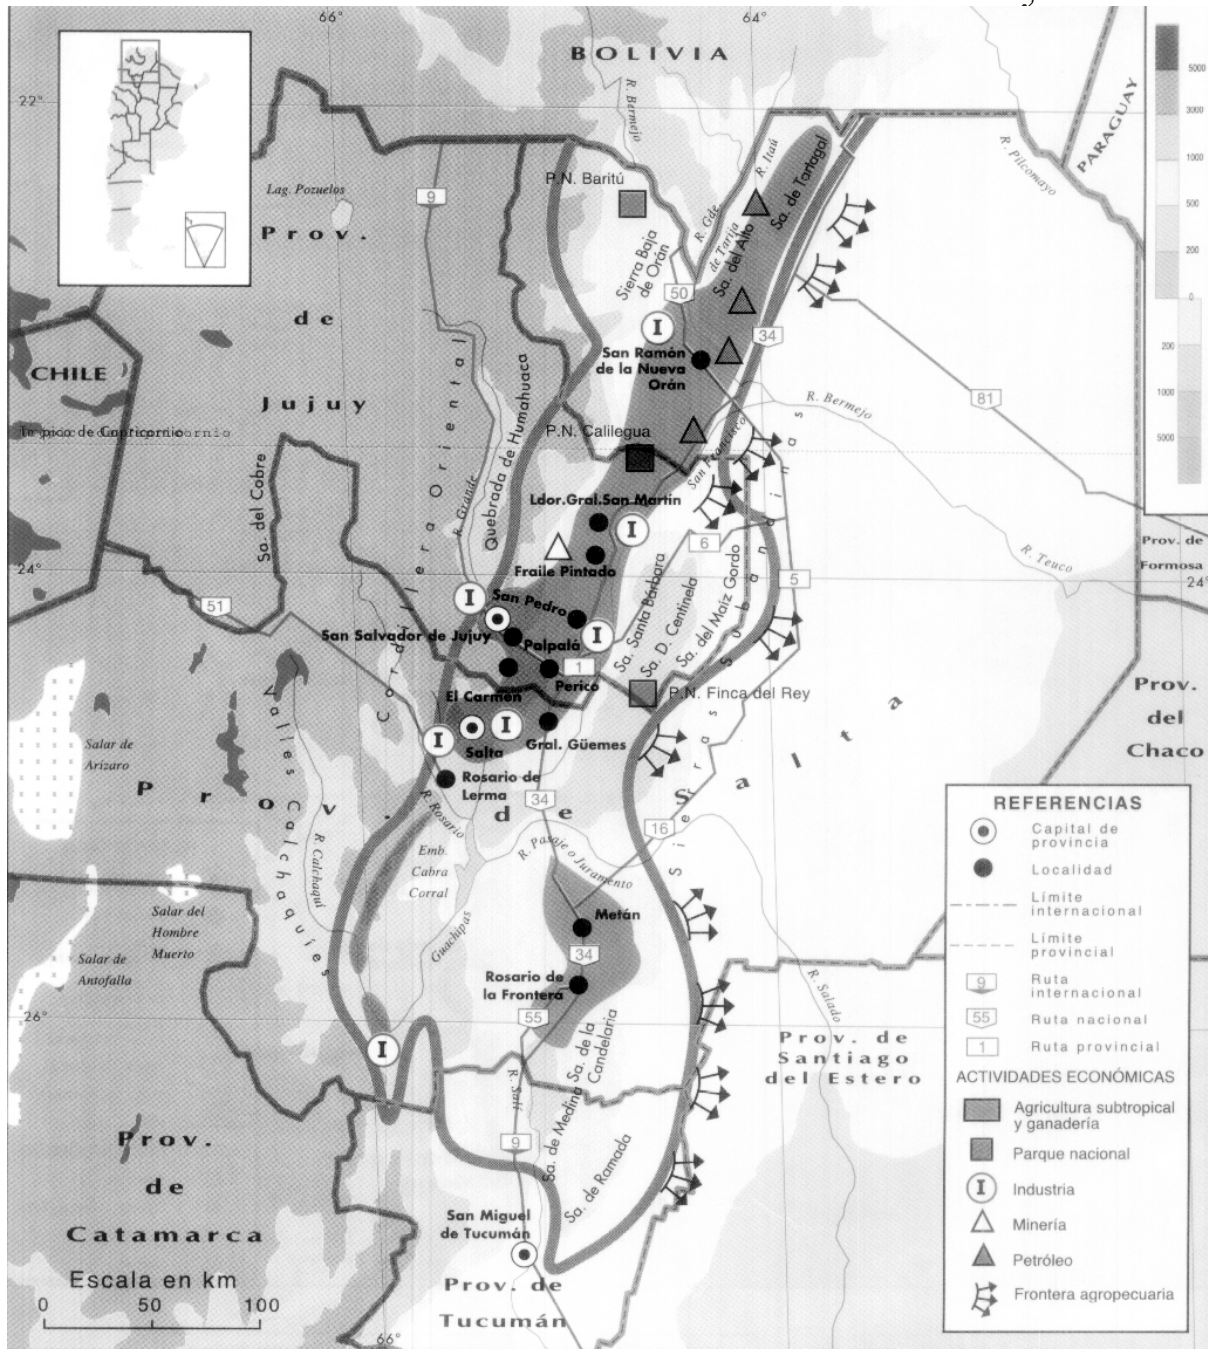 66°
64°
BOLIVIA
22°
R. Bermejo
PARAGUAY
R. Pilcomayo
5000
3000
1000
500
200
0
200
1000
5000
Lag. Pozuelos
9
P.N. Baritú
R. Itaú
Sa. de Tartagal
R. Gde.
de Tarija
Sa. del Alto
Sierra Baja
de Orán
50
I
34
Prov.
de
Jujuy
CHILE
San Ramón
de la Nueva
Orán
81
R. Bermejo
Trópico de Capricornio
P.N. Calilegua
San Francisco
Cordillera Oriental
Quebrada de Humahuaca
R. Grande
Sa. del Cobre
Ldor.Gral.San Martín
I
6
Fraile Pintado
Prov. de
Formosa
R. Teuco
24°
24°
5
51
I
San Pedro
San Salvador de Jujuy
Palpalá
I
1
Perico
El Carmen
Sa. Santa Bárbara
Sa. D. Centinela
Sa. del Maíz Gordo
Sierras Subandinas
P.N. Finca del Rey
Prov.
del
Chaco
I
I
Salta
Gral. Güemes
Rosario de
Lerma
Salar de
Arizaro
Valles Calchaquíes
R. Calchaquí
R. Rosario
34
Prov. de Salta
16
R. Pasaje o Juramento
Emb.
Cabra
Corral
Guachipas
Metán
34
Rosario de
la Frontera
Salar del
Hombre
Muerto
Salar de
Antofalla
R. Salado
26°
55
I
Sa. de la
Candelaria
Sa. de Medina
Sa. de Ramada
R. Salí
9
Prov. de
Santiago
del Estero
Prov.
de
Catamarca
San Miguel
de Tucumán
Prov. de
Tucumán
Escala en km
0 50 100
66°
REFERENCIAS
Capital de
provincia
Localidad
Límite
internacional
Límite
provincial
9 Ruta
internacional
55 Ruta nacional
1 Ruta provincial
ACTIVIDADES ECONÓMICAS
Agricultura subtropical
y ganadería
Parque nacional
I Industria
Minería
Petróleo
Frontera agropecuaria